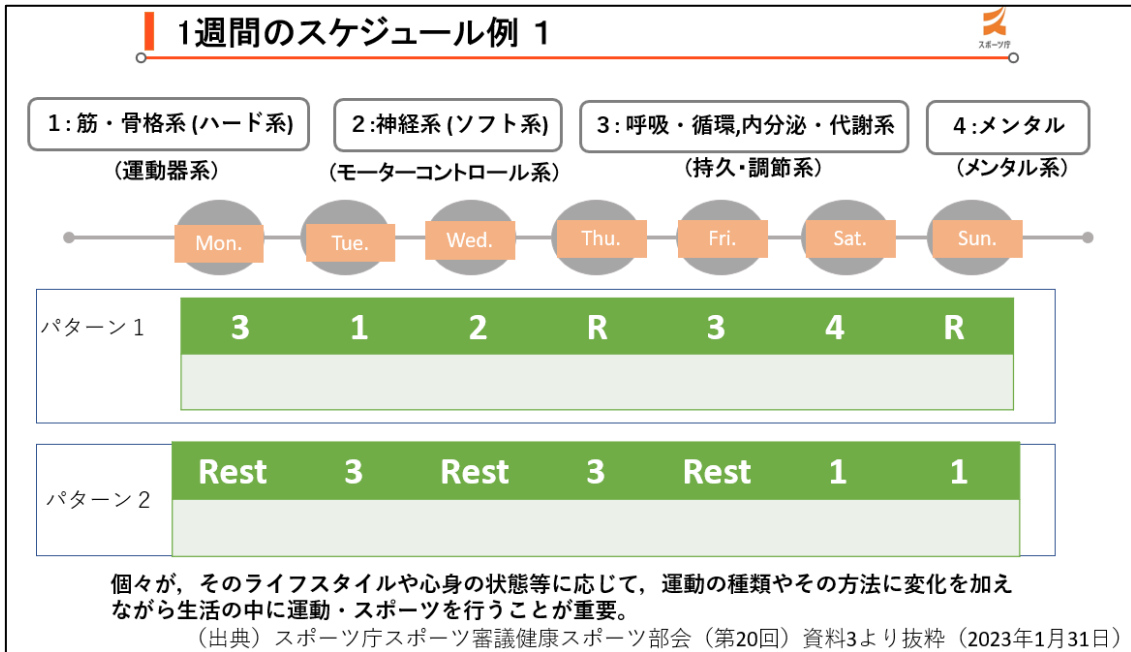 1週間のスケジュール例 1
スポーツ庁
1:筋・骨格系 (ハード系)
(運動器系)
2:神経系 (ソフト系)
(モーターコントロール系)
3:呼吸・循環,内分泌・代謝系
(持久・調節系)
4:メンタル
(メンタル系)
Mon. Tue. Wed. Thu. Fri. Sat. Sun.
パターン1 3 1 2 R 3 4 R
パターン2 Rest 3 Rest 3 Rest 1 1
個々が，そのライフスタイルや心身の状態等に応じて，運動の種類やその方法に変化を加え
ながら生活の中に運動・スポーツを行うことが重要。
（出典）スポーツ庁スポーツ審議健康スポーツ部会（第20回）資料3より抜粋（2023年1月31日）